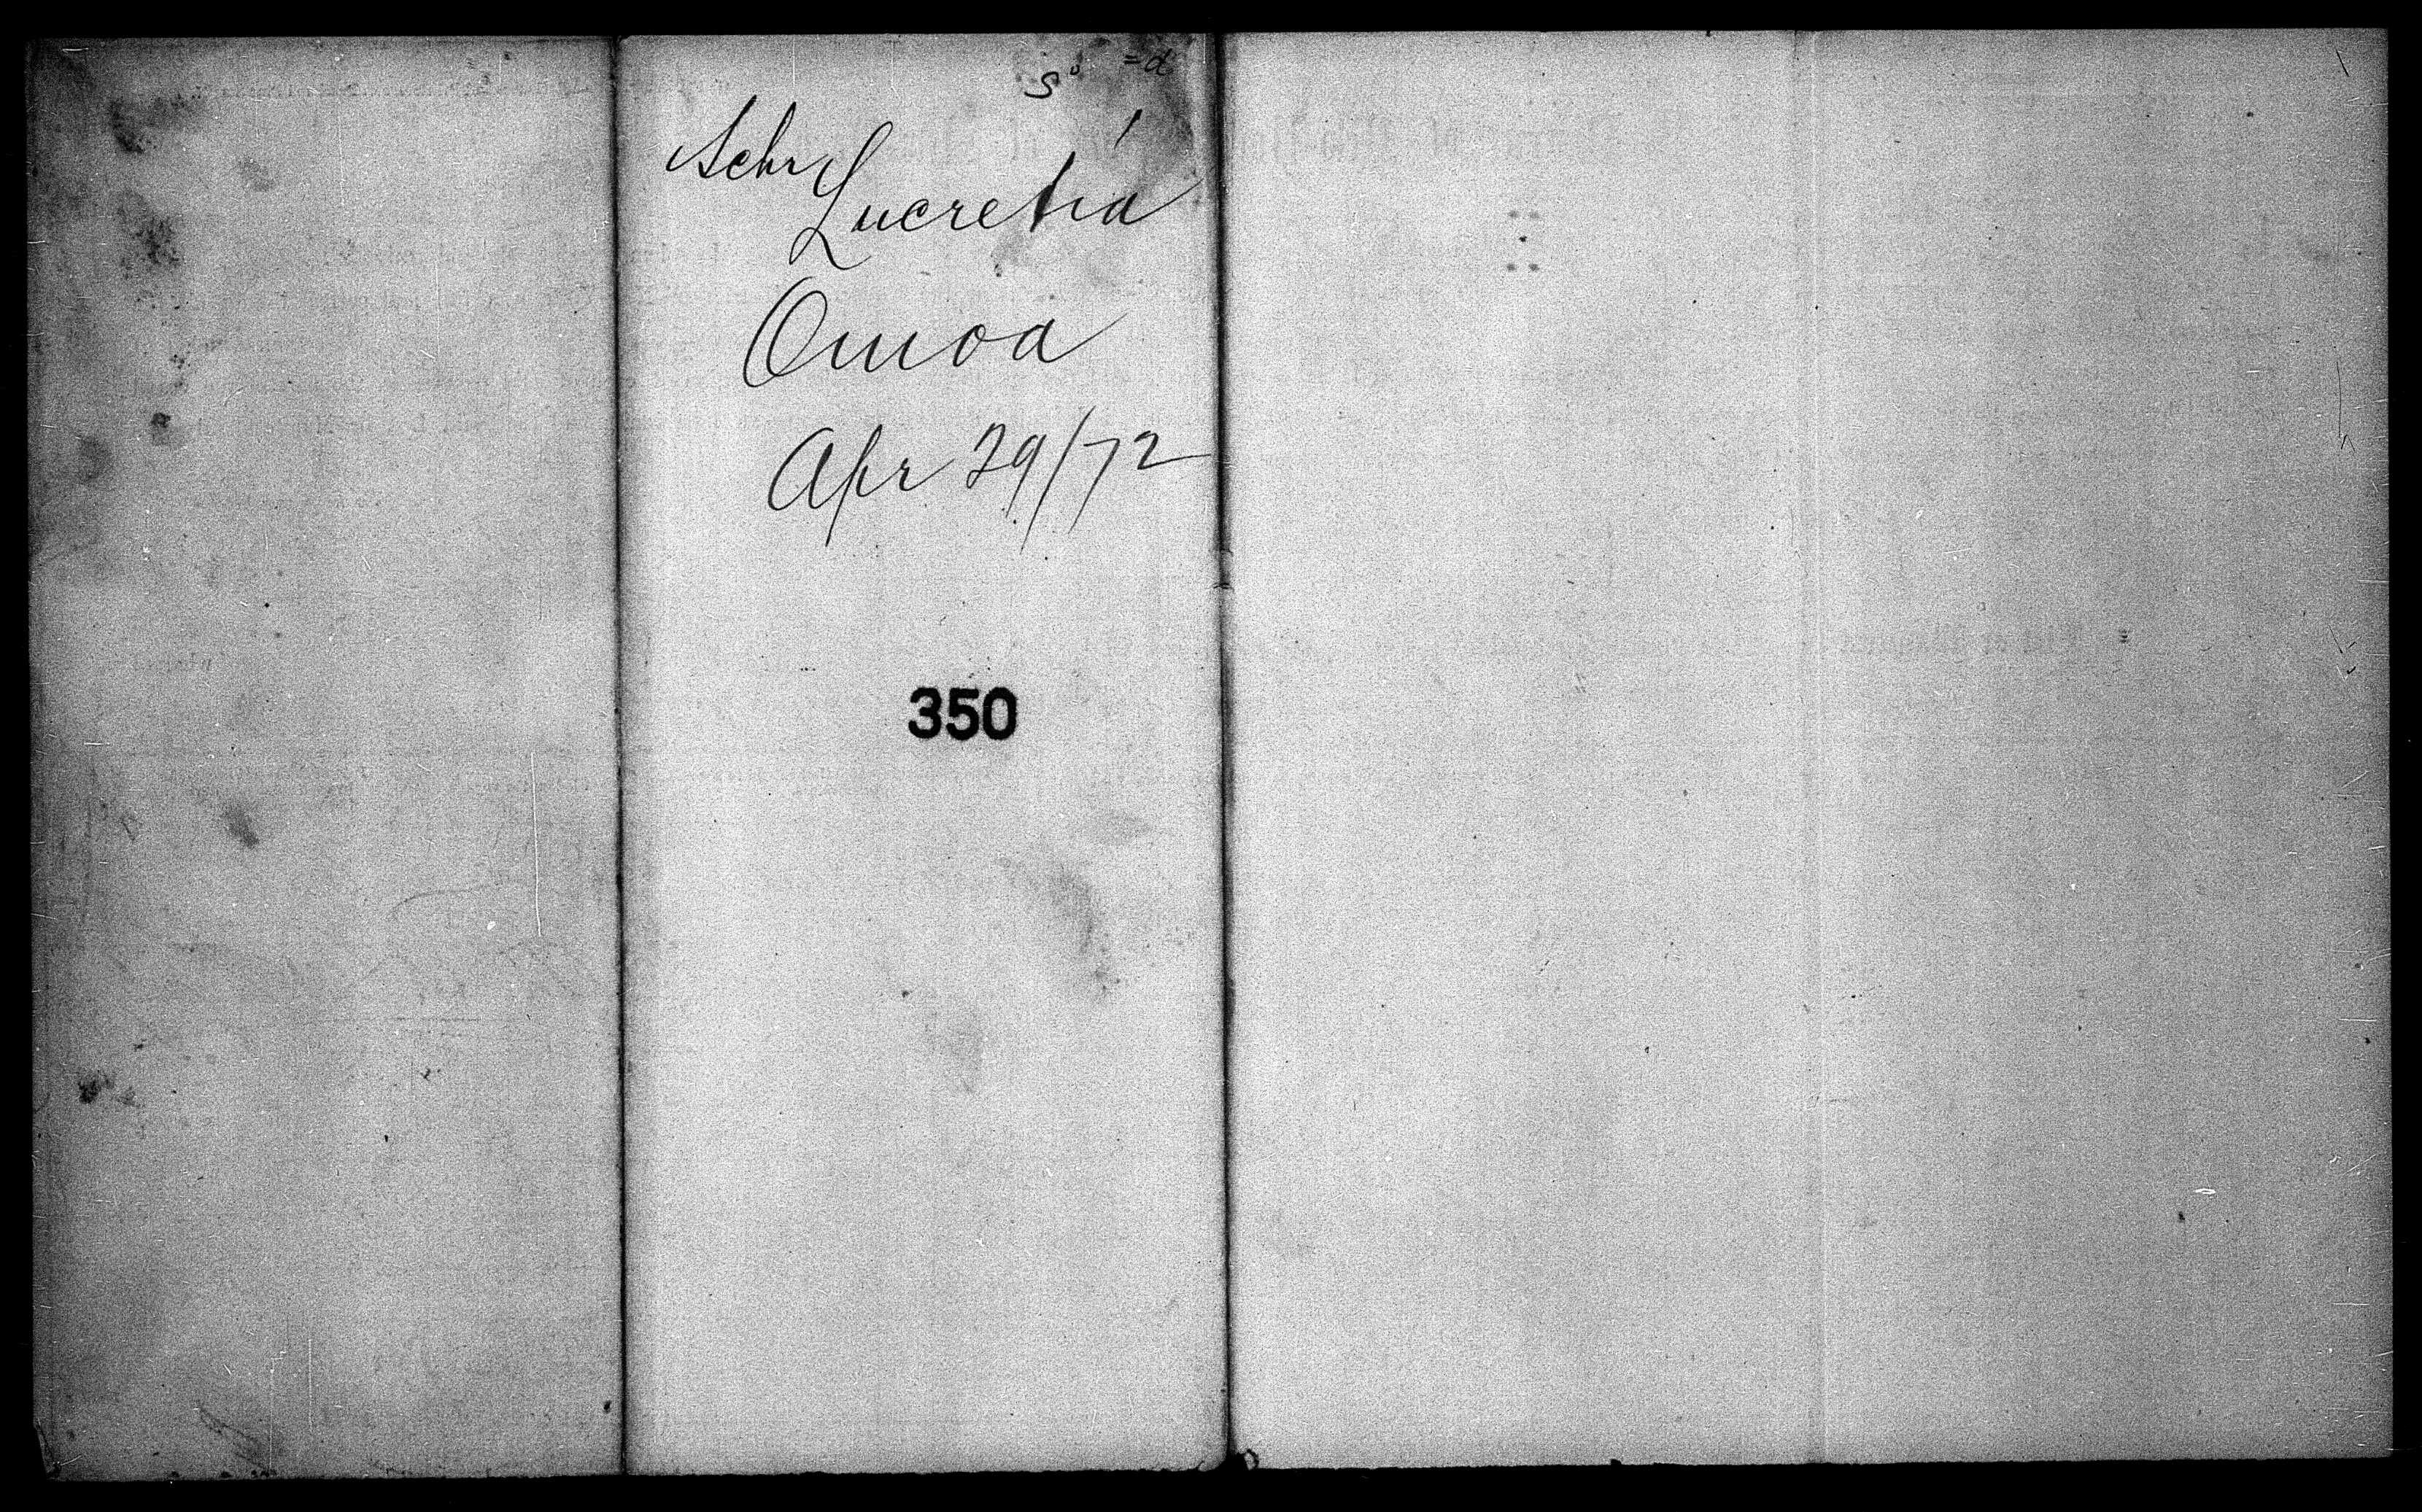 Schr
Lucretia
Omoa
Apr 29/72
350